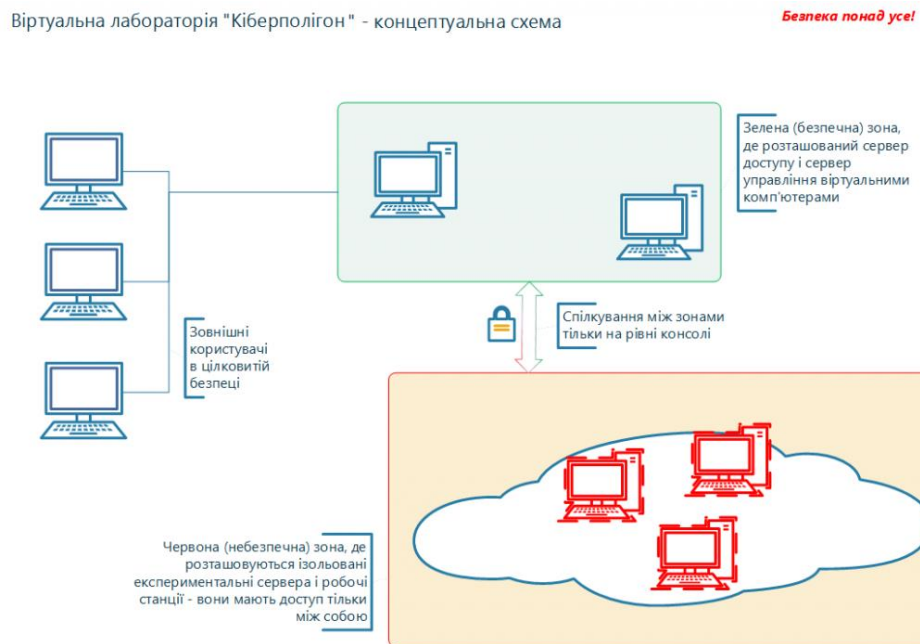 Віртуальна лабораторія "Кіберполігон" - концептуальна схема
Безпека понад усе!
Зелена (безпечна) зона,
де розташований сервер
доступу і сервер
управління віртуальними
комп'ютерами
Спілкування між зонами
тільки на рівні консолі
Зовнішні
користувачі
в цілковитій
безпеці
Червона (небезпечна) зона, де
розташовуються ізольовані
експериментальні сервера і робочі
станції - вони мають доступ тільки
між собою